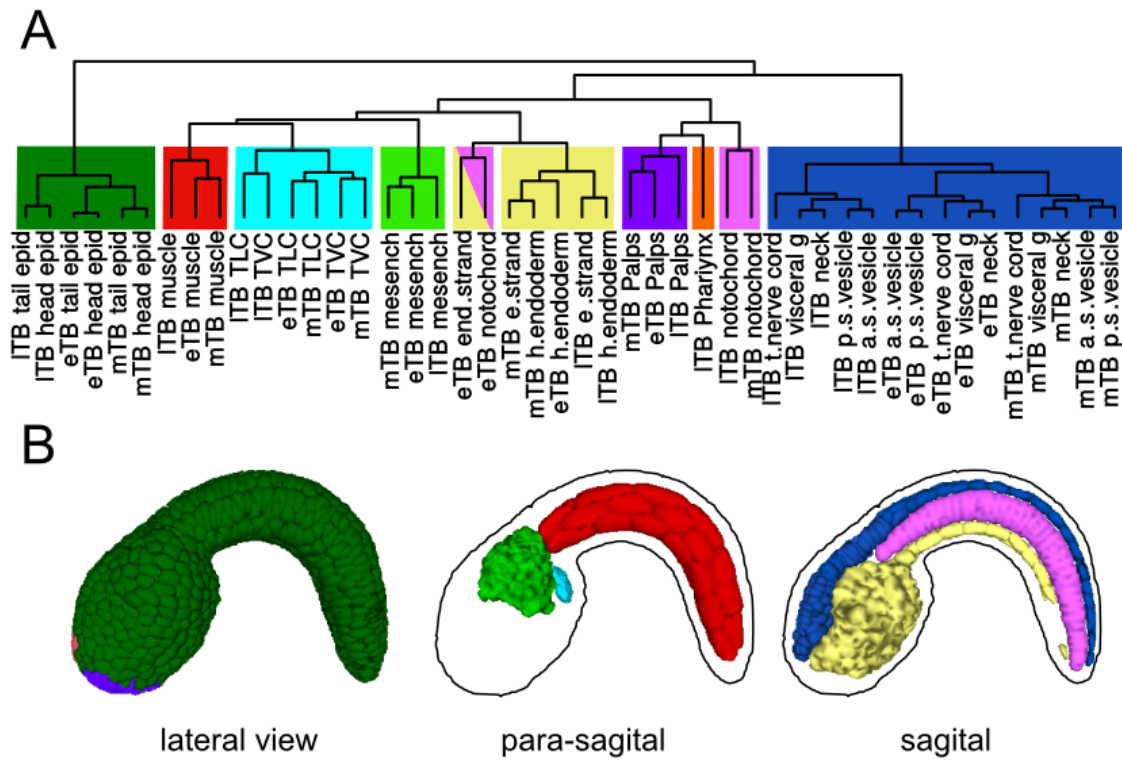 A
lTB tail epid
lTB head epid
eTB tail epid
eTB head epid
mTB tail epid
mTB head epid
lTB muscle
eTB muscle
mTB muscle
lTB TLC
lTB TVC
eTB TLC
mTB TLC
eTB TVC
mTB TVC
mTB mesench
eTB mesench
lTB mesench
eTB end.strand
eTB notochord
mTB e.strand
mTB h.endoderm
eTB h.endoderm
lTB e .strand
lTB h.endoderm
mTB Palps
eTB Palps
lTB Palps
lTB Phariynx
lTB notochord
mTB notochord
lTB t.nerve cord
lTB visceral g
lTB neck
lTB p.s.vesicle
lTB a.s.vesicle
eTB a.s.vesicle
eTB p.s.vesicle
eTB t.nerve cord
eTB visceral g
eTB neck
mTB t.nerve cord
mTB visceral g
mTB neck
mTB a.s.vesicle
mTB p.s.vesicle
B
lateral view
para-sagital
sagital